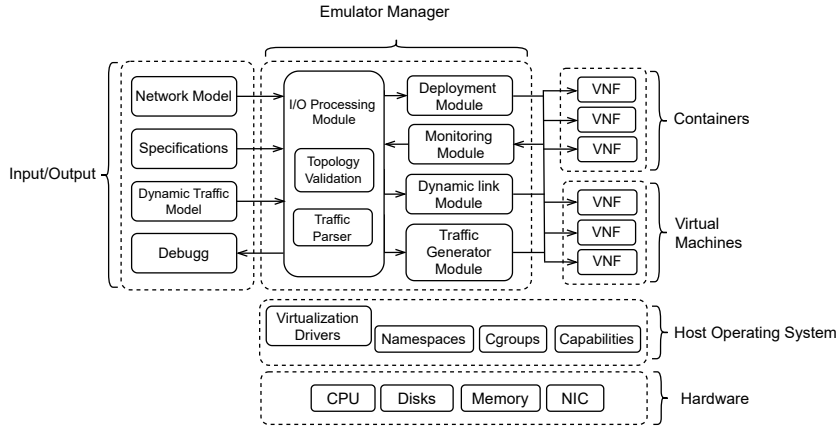 Emulator Manager
Input/Output
Network Model
Specifications
Dynamic Traffic
Model
Debugg
I/O Processing
Module
Topology
Validation
Traffic
Parser
Deployment
Module
Monitoring
Module
Dynamic link
Module
Traffic
Generator
Module
VNF
VNF
VNF
Containers
VNF
VNF
VNF
Virtual
Machines
Virtualization
Drivers
Namespaces
Cgroups
Capabilities
Host Operating System
CPU
Disks
Memory
NIC
Hardware